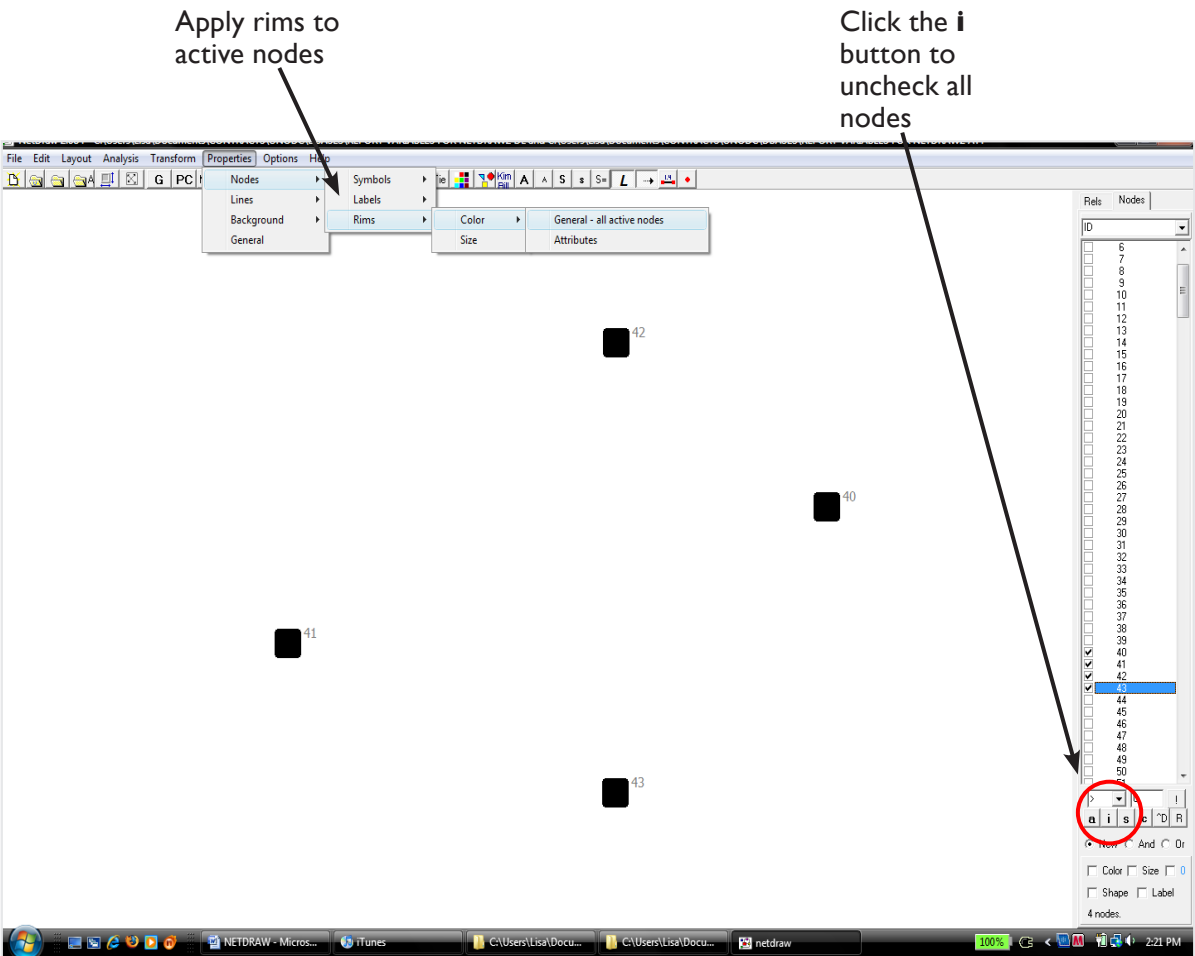 Apply rims to
active nodes
Click the i
button to
uncheck all
nodes
File Edit Layout Analysis Transform Properties Options Help
G PC
Kim
Bill
A A S s S= L
Nodes
Lines
Background
General
Symbols
Labels
Rims
Color
Size
General - all active nodes
Attributes
Rels Nodes
ID
6
7
8
9
10
11
12
13
14
15
16
17
18
19
20
21
22
23
24
25
26
27
28
29
30
31
32
33
34
35
36
37
38
39
40
41
42
43
44
45
46
47
48
49
50
42
40
41
43
> !
a i s c ^D R
New And Or
Color Size 0
Shape Label
4 nodes.
NETDRAW - Micros... iTunes C:\Users\Lisa\Docu... C:\Users\Lisa\Docu... netdraw 100% 2:21 PM